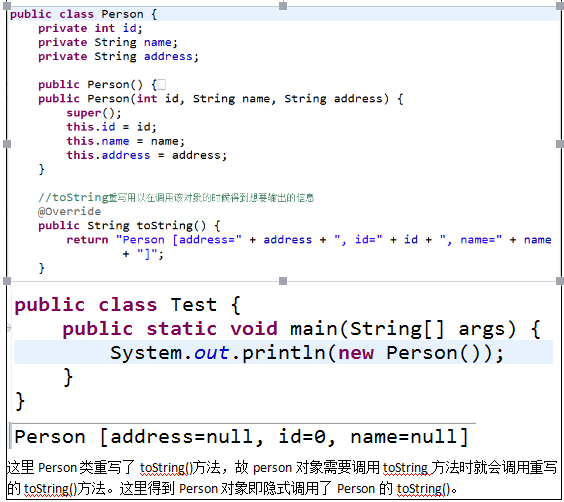 public class Person {
private int id;
private String name;
private String address;
public Person() {
public Person(int id, String name, String address) {
super();
this.id = id;
this.name = name;
this.address = address;
}
//toString重写用以在调用该对象的时候得到想要输出的信息
@Override
public String toString() {
return "Person [address=" + address + ", id=" + id + ", name=" + name
+ "]";
}
public class Test {
public static void main(String[] args) {
System.out.println(new Person());
}
}
Person [address=null, id=0, name=null]
这里 Person 类重写了 toString()方法，故 person 对象需要调用 toString 方法时就会调用重写
的 toString()方法。这里得到 Person 对象即隐式调用了 Person 的 toString()。